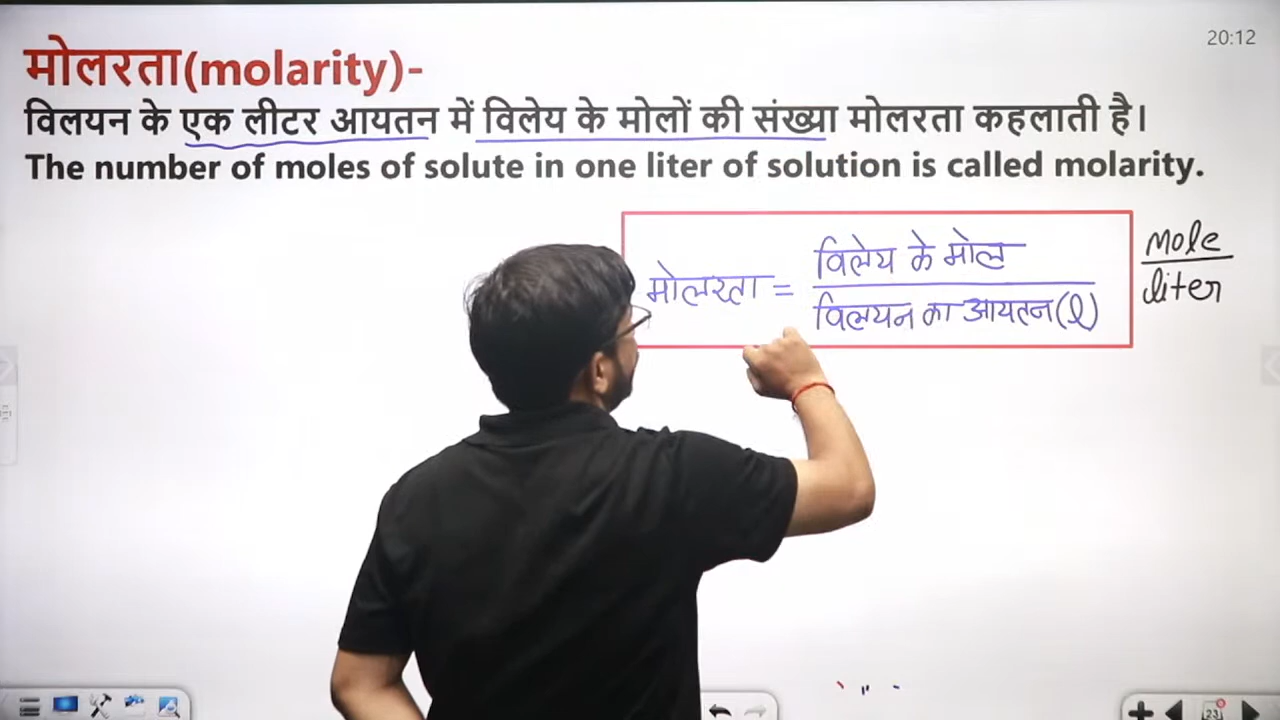 20:12
मोलरता(molarity)-
विलयन के एक लीटर आयतन में विलेय के मोलों की संख्या मोलरता कहलाती है।
The number of moles of solute in one liter of solution is called molarity.
मोलरता = विलेय के मोल
विलयन का आयतन(l)
mole
liter
23